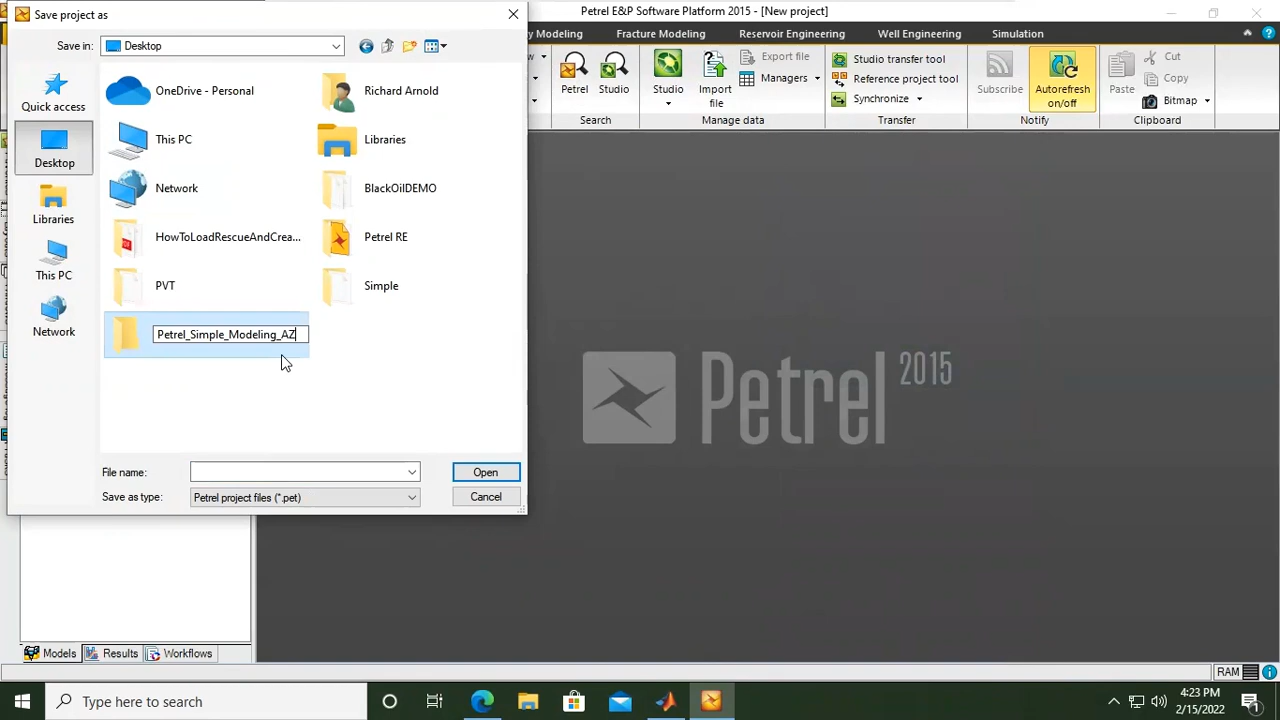 Save project as
Petrel E&P Software Platform 2015 - [New project]
Save in:
Desktop
y Modeling
Fracture Modeling
Reservoir Engineering
Well Engineering
Simulation
Quick access
Desktop
Libraries
This PC
Network
OneDrive - Personal
Richard Arnold
This PC
Libraries
Network
BlackOilDEMO
HowToLoadRescueAndCrea...
Petrel RE
PVT
Simple
Petrel_Simple_Modeling_AZ
File name:
Open
Save as type:
Petrel project files (*.pet)
Cancel
Petrel
Studio
Search
Studio
Import
file
Export file
Managers
Manage data
Studio transfer tool
Reference project tool
Synchronize
Transfer
Subscribe
Autorefresh
on/off
Notify
Paste
Cut
Copy
Bitmap
Clipboard
Petrel 2015
Models
Results
Workflows
RAM
Type here to search
4:23 PM
2/15/2022
1